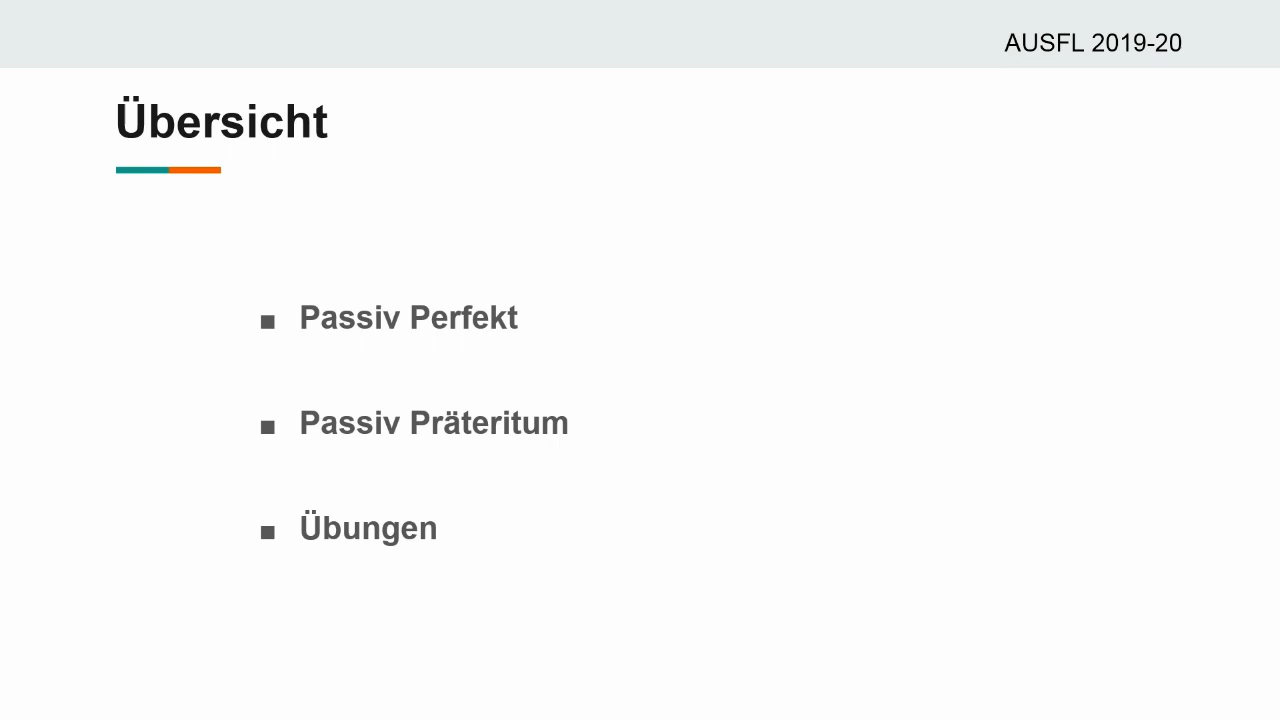 AUSFL 2019-20
Übersicht
■ Passiv Perfekt
■ Passiv Präteritum
■ Übungen